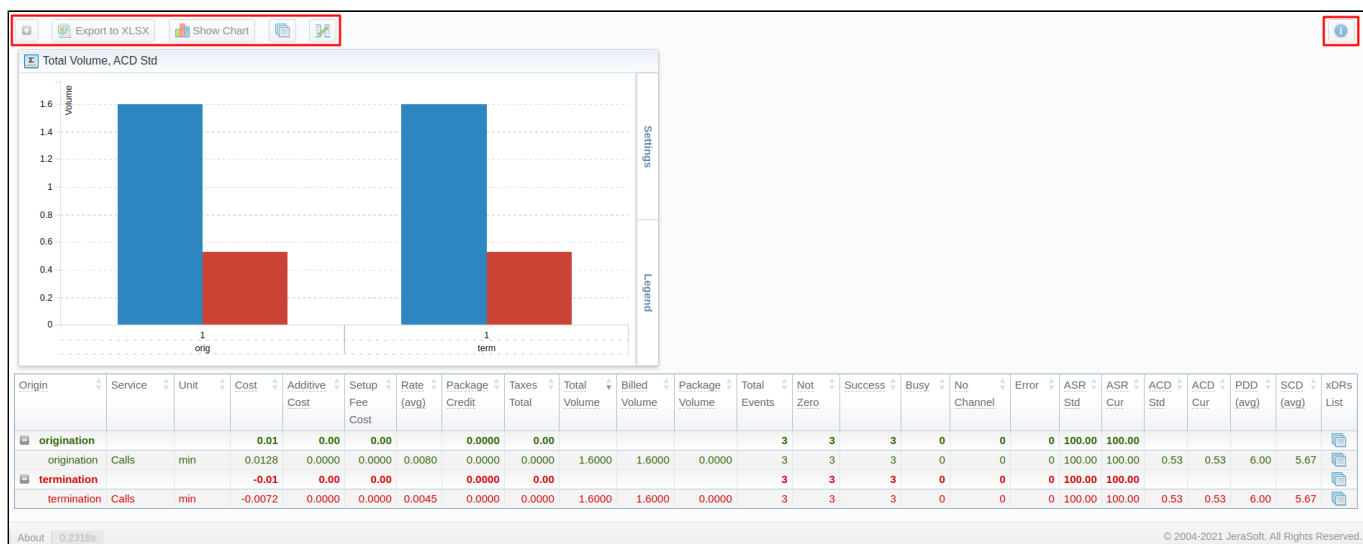 Export to XLSX Show Chart
Total Volume, ACD Std
Volume
1.6
1.4
1.2
1
0.8
0.6
0.4
0.2
0
1 1
orig term
Settings
Legend
Origin Service Unit Cost Additive Cost Setup Fee Cost Rate (avg) Package Credit Taxes Total Total Volume Billed Volume Package Volume Total Events Not Zero Success Busy No Channel Error ASR Std ASR Cur ACD Std ACD Cur PDD (avg) SCD (avg) xDRs List
origination 0.01 0.00 0.00 0.0000 0.00 3 3 3 0 0 0 100.00 100.00
origination Calls min 0.0128 0.0000 0.0000 0.0080 0.0000 0.0000 1.6000 1.6000 0.0000 3 3 3 0 0 0 100.00 100.00 0.53 0.53 6.00 5.67
termination -0.01 0.00 0.00 0.0000 0.00 3 3 3 0 0 0 100.00 100.00
termination Calls min -0.0072 0.0000 0.0000 0.0045 0.0000 0.0000 1.6000 1.6000 0.0000 3 3 3 0 0 0 100.00 100.00 0.53 0.53 6.00 5.67
About 0.2318s © 2004-2021 JeraSoft. All Rights Reserved.